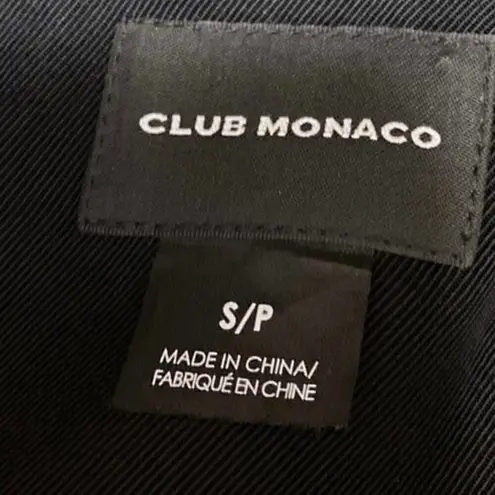 CLUB MONACO
S/P
MADE IN CHINA/
FABRIQUÉ EN CHINE